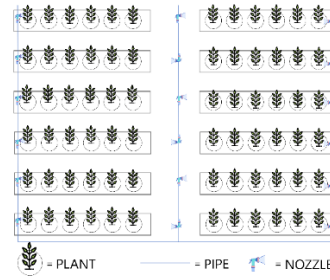 = PLANT = PIPE = NOZZLE